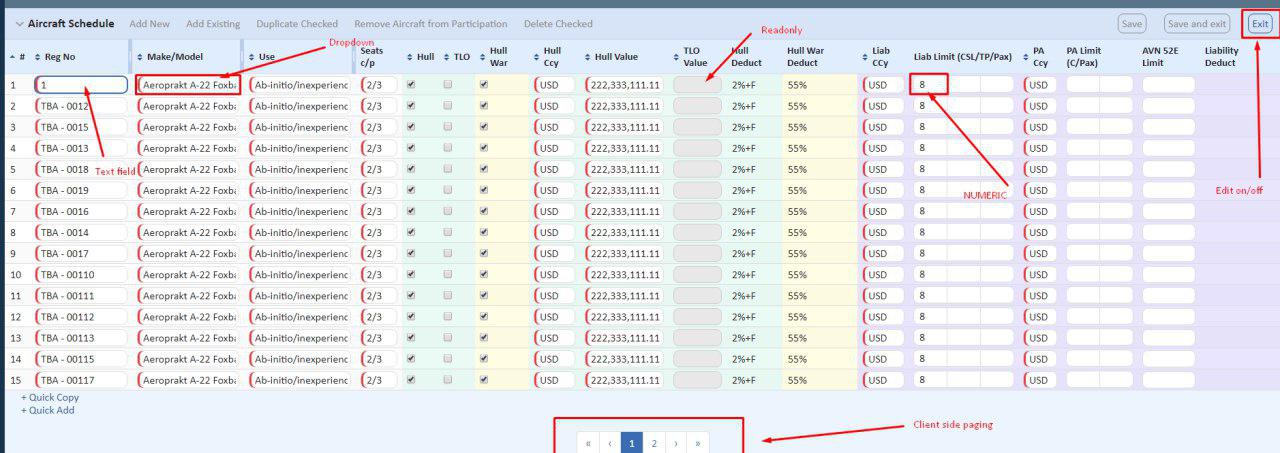 Aircraft Schedule Add New Add Existing Duplicate Checked Remove Aircraft from Participation Delete Checked Save Save and exit Exit
Dropdown Readonly
# Reg No Make/Model Use Seats c/p Hull TLO Hull War Hull Ccy Hull Value TLO Value Hull Deduct Hull War Deduct Liab CCy Liab Limit (CSL/TP/Pax) PA Ccy PA Limit (C/Pax) AVN 52E Limit Liability Deduct
1 1 Aeroprakt A-22 Foxba Ab-initio/inexperienc 2/3 USD 222,333,111.11 2%+F 55% USD 8 USD
2 TBA - 0012 Aeroprakt A-22 Foxba Ab-initio/inexperienc 2/3 USD 222,333,111.11 2%+F 55% USD 8 USD
3 TBA - 0015 Aeroprakt A-22 Foxba Ab-initio/inexperienc 2/3 USD 222,333,111.11 2%+F 55% USD 8 USD
4 TBA - 0013 Aeroprakt A-22 Foxba Ab-initio/inexperienc 2/3 USD 222,333,111.11 2%+F 55% USD 8 USD
5 TBA - 0018 Aeroprakt A-22 Foxba Ab-initio/inexperienc 2/3 USD 222,333,111.11 2%+F 55% USD 8 USD
Text field
6 TBA - 0019 Aeroprakt A-22 Foxba Ab-initio/inexperienc 2/3 USD 222,333,111.11 2%+F 55% USD 8 USD
NUMERIC Edit on/off
7 TBA - 0016 Aeroprakt A-22 Foxba Ab-initio/inexperienc 2/3 USD 222,333,111.11 2%+F 55% USD 8 USD
8 TBA - 0014 Aeroprakt A-22 Foxba Ab-initio/inexperienc 2/3 USD 222,333,111.11 2%+F 55% USD 8 USD
9 TBA - 0017 Aeroprakt A-22 Foxba Ab-initio/inexperienc 2/3 USD 222,333,111.11 2%+F 55% USD 8 USD
10 TBA - 00110 Aeroprakt A-22 Foxba Ab-initio/inexperienc 2/3 USD 222,333,111.11 2%+F 55% USD 8 USD
11 TBA - 00111 Aeroprakt A-22 Foxba Ab-initio/inexperienc 2/3 USD 222,333,111.11 2%+F 55% USD 8 USD
12 TBA - 00112 Aeroprakt A-22 Foxba Ab-initio/inexperienc 2/3 USD 222,333,111.11 2%+F 55% USD 8 USD
13 TBA - 00113 Aeroprakt A-22 Foxba Ab-initio/inexperienc 2/3 USD 222,333,111.11 2%+F 55% USD 8 USD
14 TBA - 00115 Aeroprakt A-22 Foxba Ab-initio/inexperienc 2/3 USD 222,333,111.11 2%+F 55% USD 8 USD
15 TBA - 00117 Aeroprakt A-22 Foxba Ab-initio/inexperienc 2/3 USD 222,333,111.11 2%+F 55% USD 8 USD
+ Quick Copy
+ Quick Add
Client side paging
« ‹ 1 2 › »